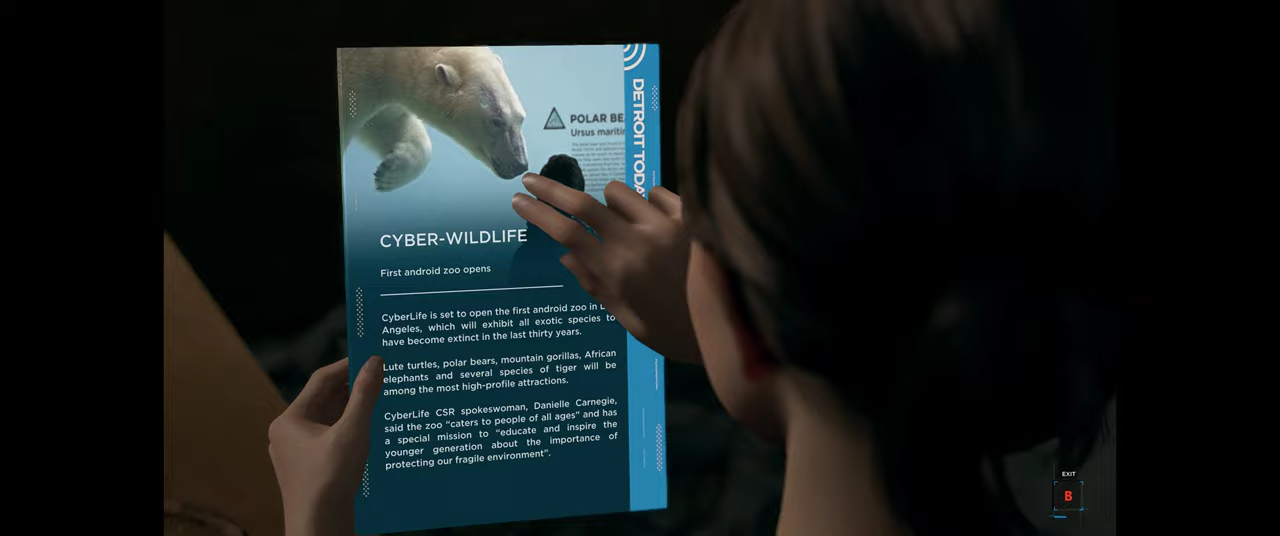 POLAR
Ursus
DETROIT
CYBER-WILDLIFE
First android zoo opens
CyberLife is set to open the first android zoo in
Angeles, which will exhibit all exotic species to
have become extinct in the last thirty years.
Lute turtles, polar bears, mountain gorillas, African
elephants and several species of tiger will be
among the most high-profile attractions.
CyberLife CSR spokeswoman, Danielle Carnegie,
said the zoo “caters to people of all ages” and has
a special mission to “educate and inspire the
younger generation about the importance of
protecting our fragile environment”.
EXIT
B